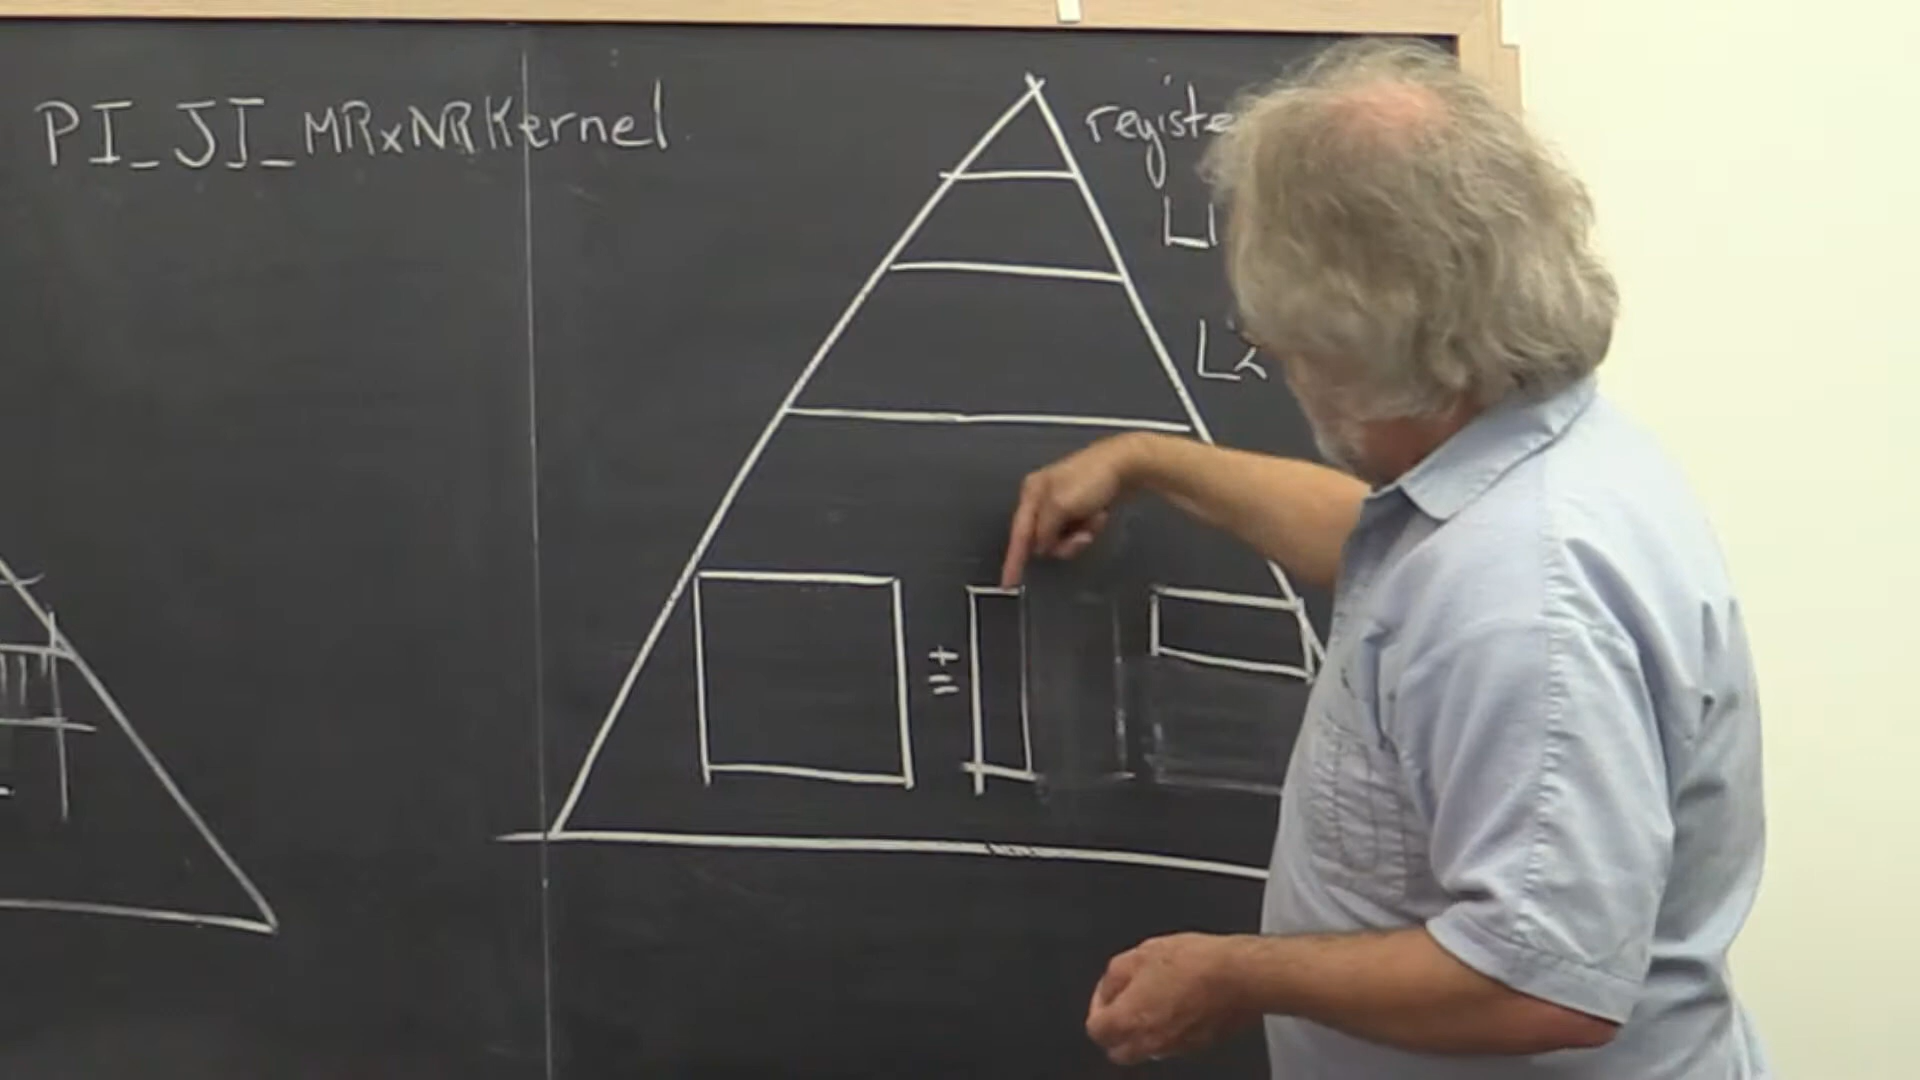 PI_JI_MRxNRKernel
registe
L1
L2
+=